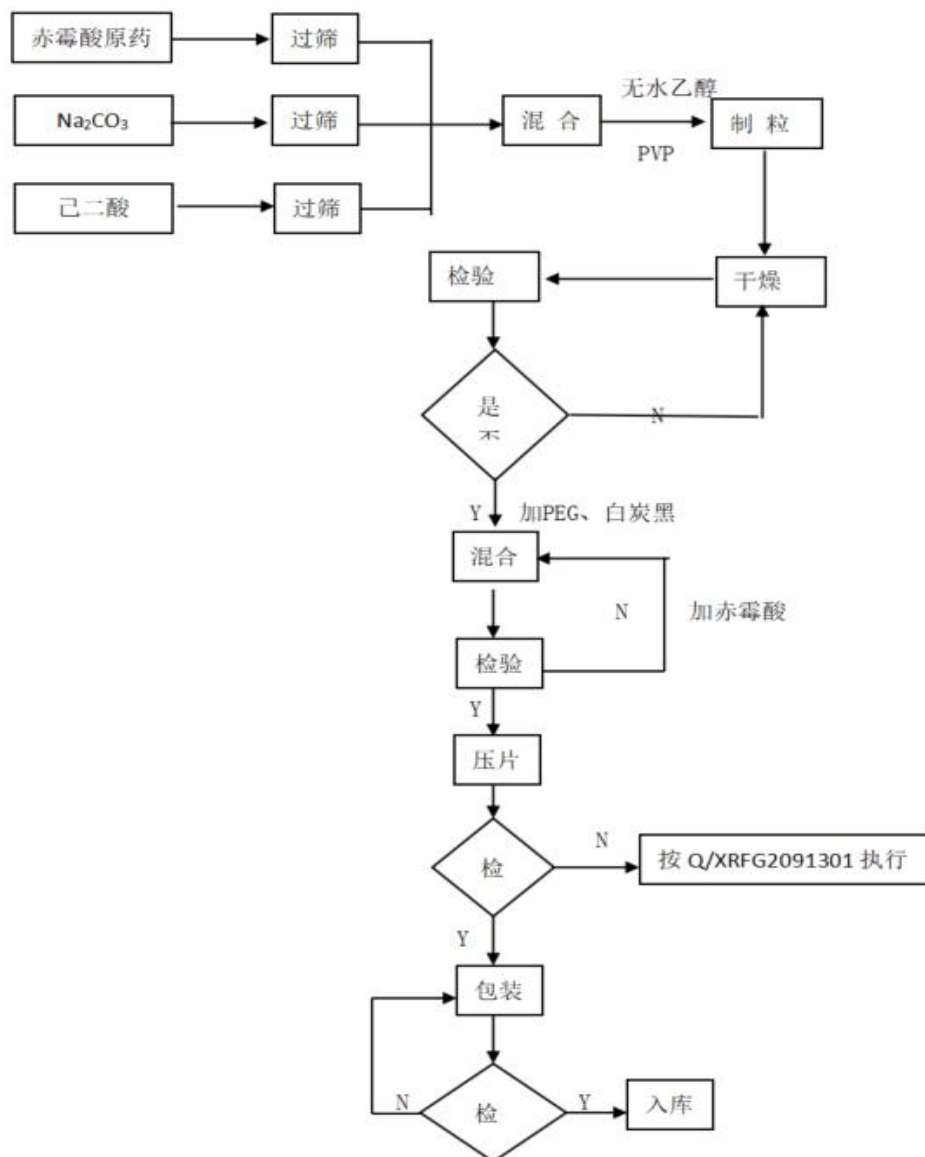 赤霉酸原药
过筛
Na₂CO₃
过筛
己二酸
过筛
混 合
无水乙醇
PVP
制 粒
干燥
检验
是
N
Y
加PEG、白炭黑
混合
N
加赤霉酸
检验
Y
压片
检
N
按 Q/XRFG2091301 执行
Y
包装
检
N
Y
入库